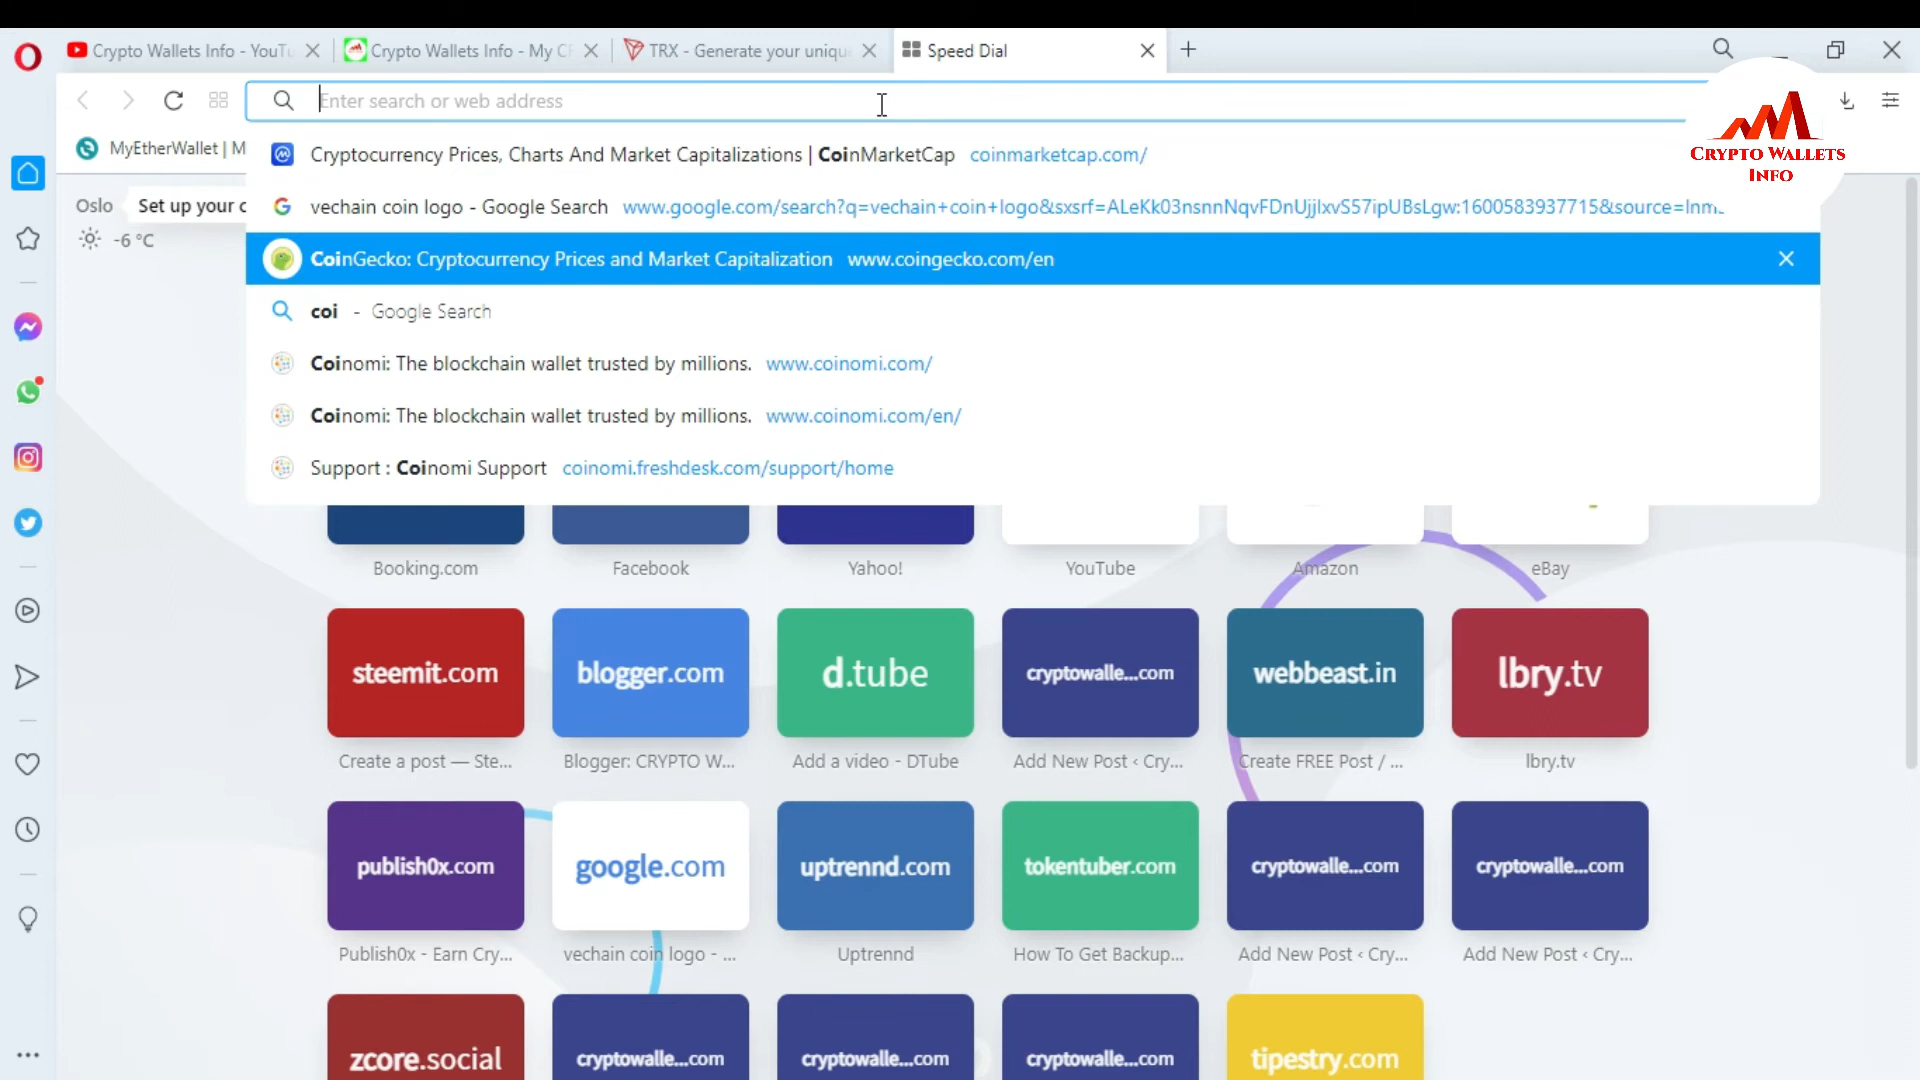 Crypto Wallets Info - YouTu
Crypto Wallets Info - My Cr
TRX - Generate your uniqu
Speed Dial
Enter search or web address
MyEtherWallet | M
Cryptocurrency Prices, Charts And Market Capitalizations | CoinMarketCap coinmarketcap.com/
Oslo
Set up your c
-6 °C
vechain coin logo - Google Search www.google.com/search?q=vechain+coin+logo&sxsrf=ALeKk03nsnnNqvFDnUjjlxvS57ipUBsLgw:1600583937715&source=lnm
CoinGecko: Cryptocurrency Prices and Market Capitalization www.coingecko.com/en
coi - Google Search
Coinomi: The blockchain wallet trusted by millions. www.coinomi.com/
Coinomi: The blockchain wallet trusted by millions. www.coinomi.com/en/
Support : Coinomi Support coinomi.freshdesk.com/support/home
Crypto Wallets
Info
Booking.com
Facebook
Yahoo!
YouTube
Amazon
eBay
steemit.com
blogger.com
d.tube
cryptowalle...com
webbeast.in
lbry.tv
Create a post — Ste...
Blogger: CRYPTO W...
Add a video - DTube
Add New Post ‹ Cry...
Create FREE Post / ...
lbry.tv
publish0x.com
google.com
uptrennd.com
tokentuber.com
cryptowalle...com
cryptowalle...com
Publish0x - Earn Cry...
vechain coin logo - ...
Uptrennd
How To Get Backup...
Add New Post ‹ Cry...
Add New Post ‹ Cry...
zcore.social
cryptowalle...com
cryptowalle...com
cryptowalle...com
tipestry.com